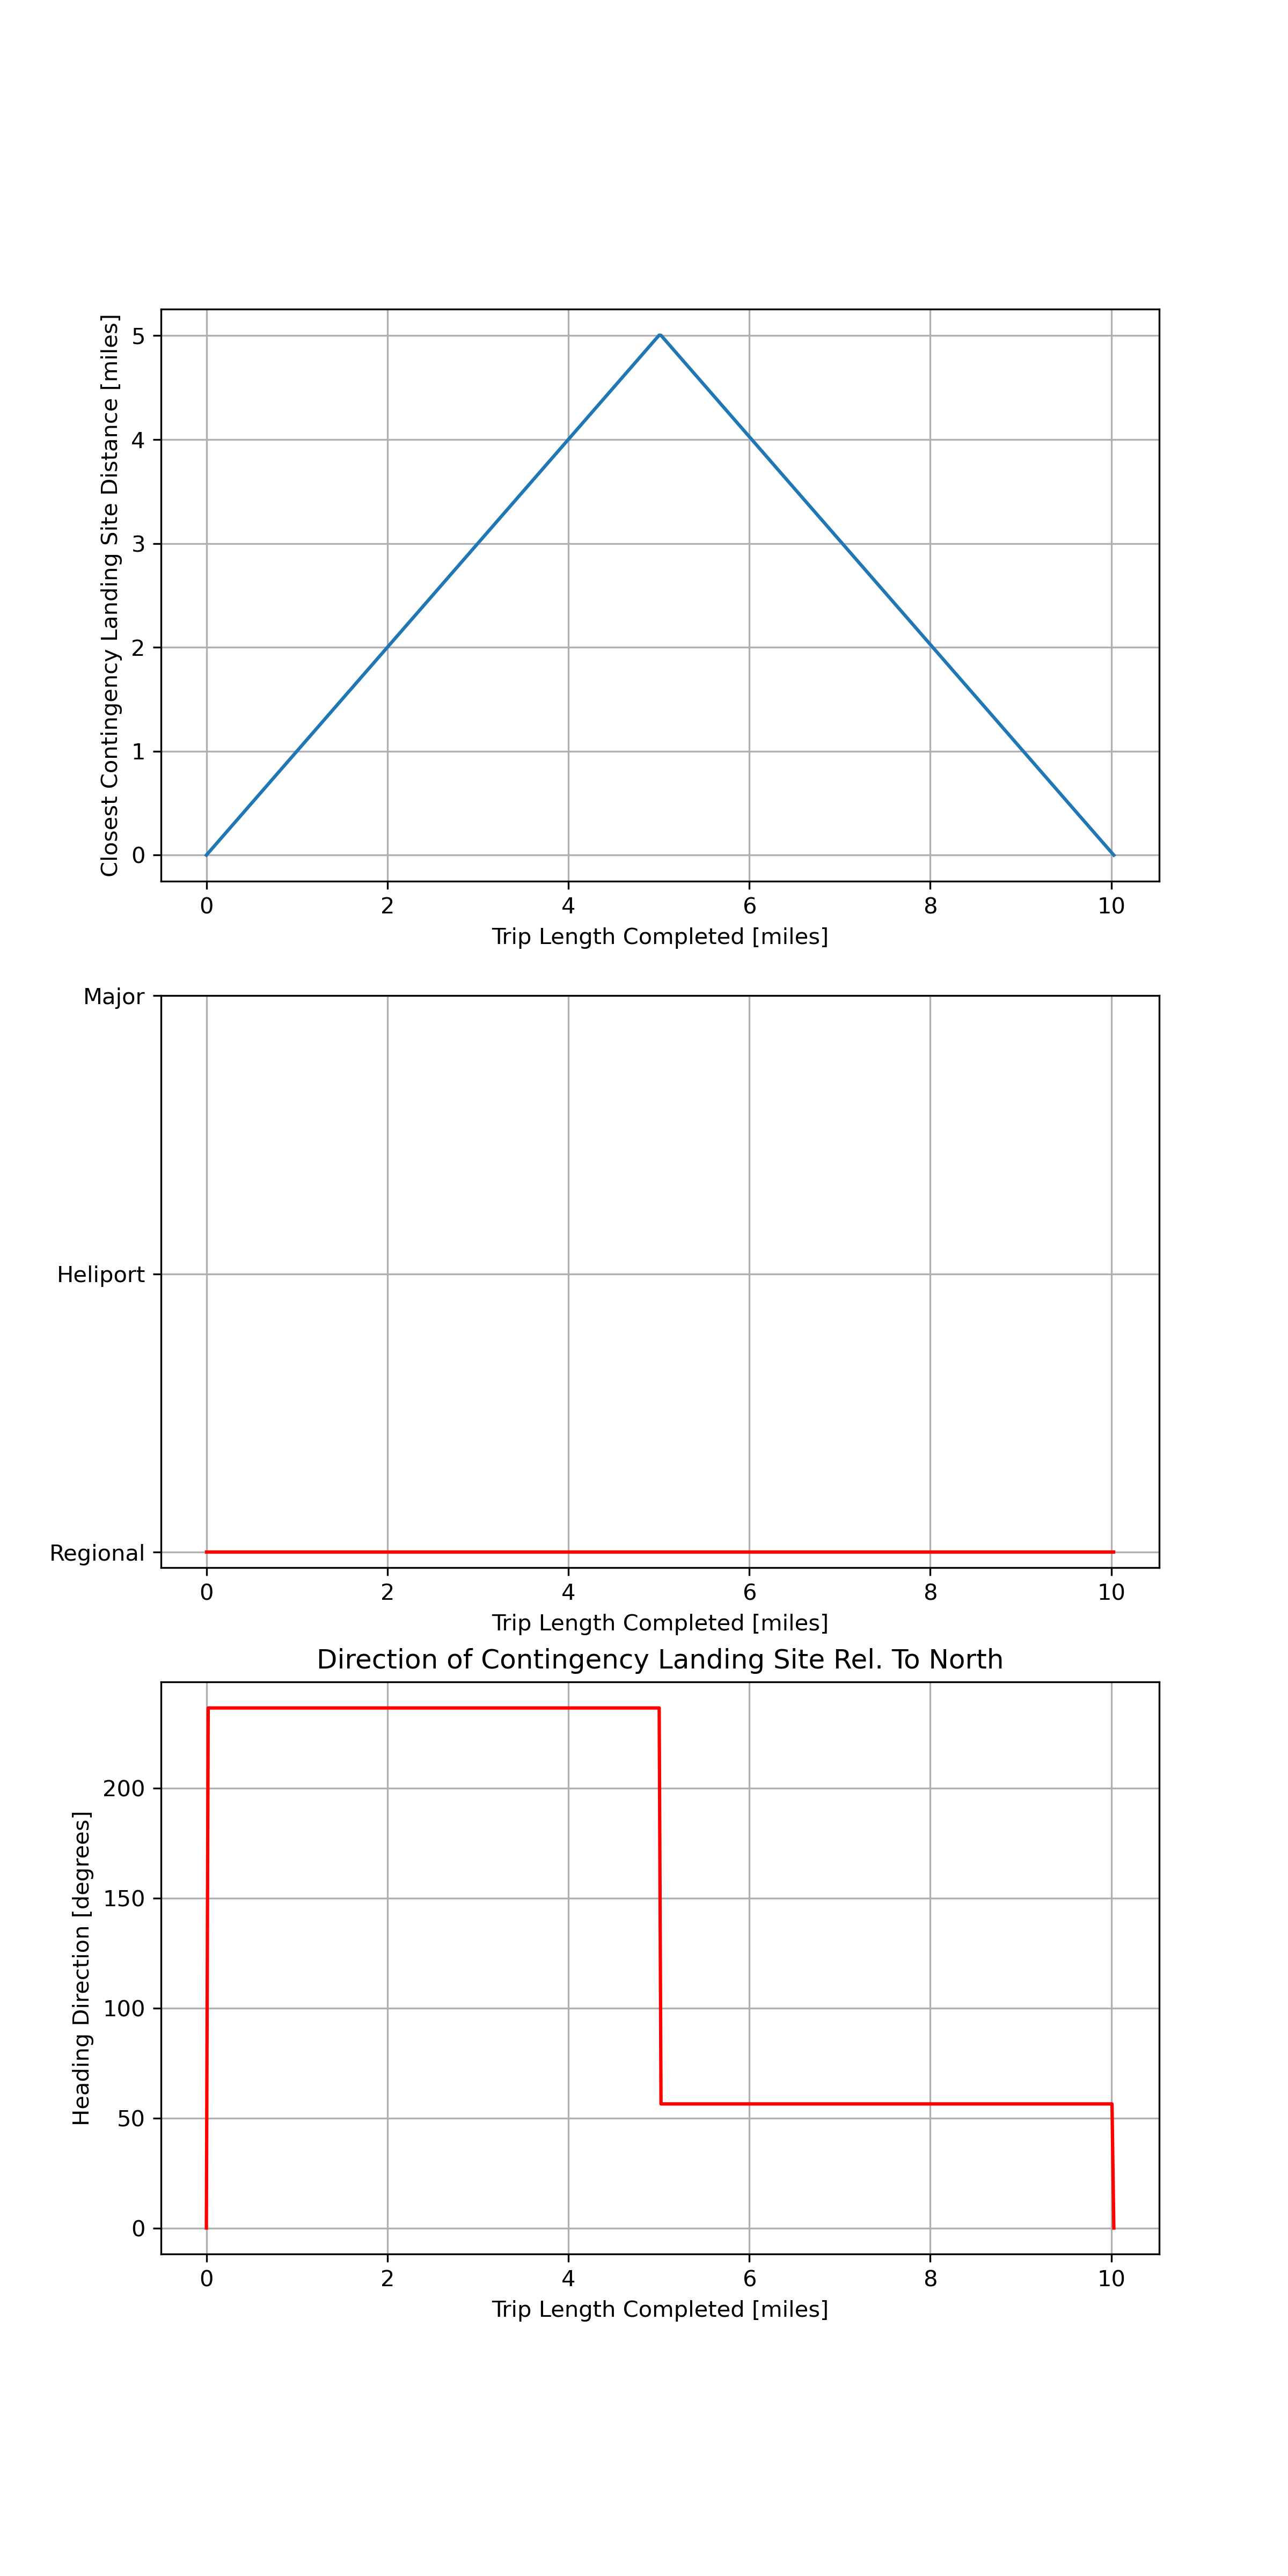 Closest Contingency Landing Site Distance [miles]
5
4
3
2
1
0
0 2 4 6 8 10
Trip Length Completed [miles]
Major
Heliport
Regional
0 2 4 6 8 10
Trip Length Completed [miles]
Direction of Contingency Landing Site Rel. To North
Heading Direction [degrees]
200
150
100
50
0
0 2 4 6 8 10
Trip Length Completed [miles]